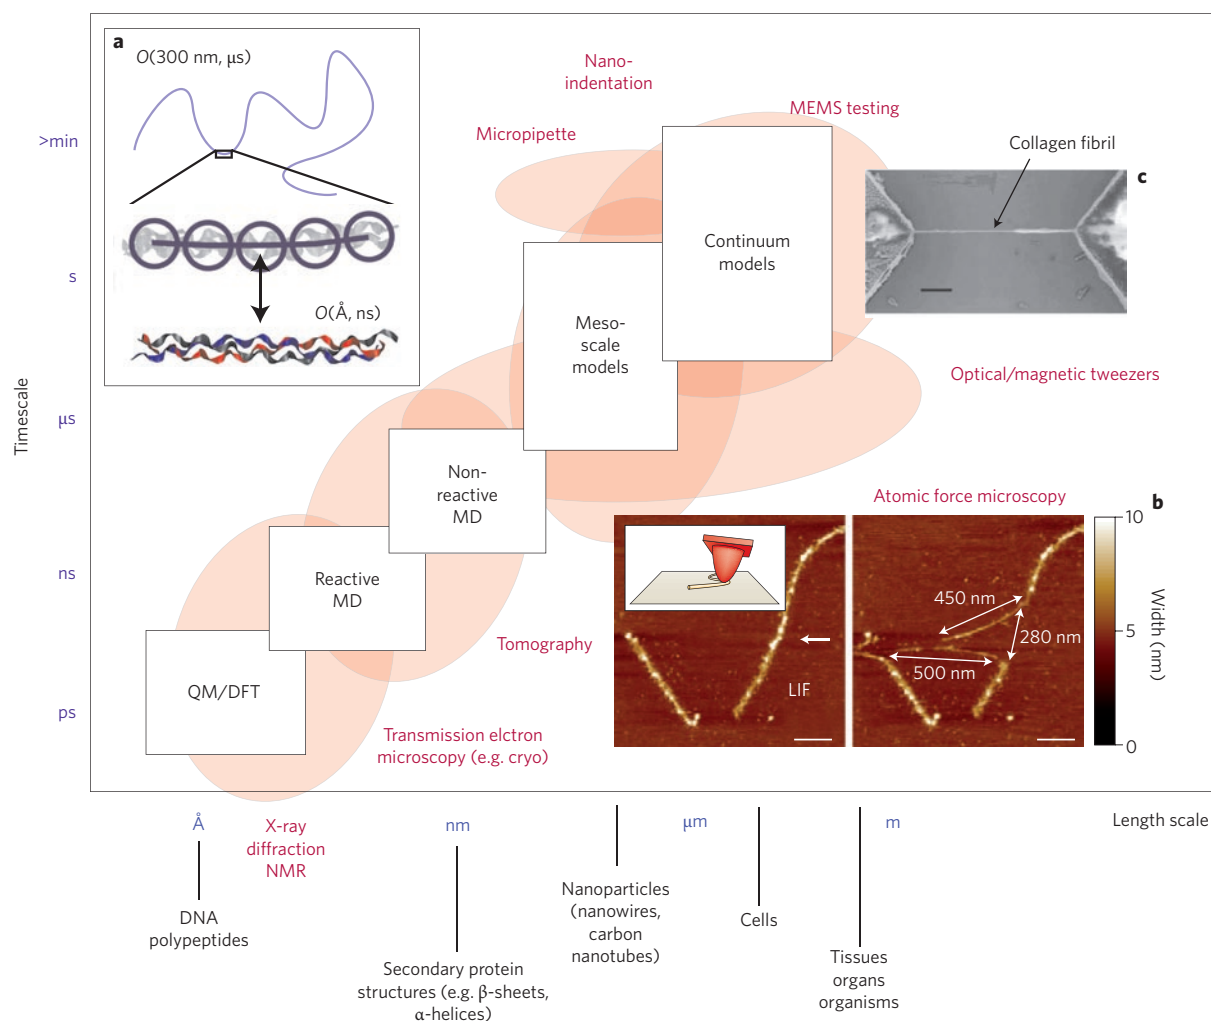 a
O(300 nm, μs)
O(Å, ns)
Nano-
indentation
MEMS testing
Micropipette
Collagen fibril
c
Continuum
models
Meso-
scale
models
Optical/magnetic tweezers
Non-
reactive
MD
Reactive
MD
QM/DFT
Atomic force microscopy
b
450 nm
280 nm
500 nm
LIF
10
5
0
Width (nm)
Tomography
Transmission elctron
microscopy (e.g. cryo)
Timescale
>min
s
μs
ns
ps
Å
X-ray
diffraction
NMR
nm
μm
m
Length scale
DNA
polypeptides
Secondary protein
structures (e.g. β-sheets,
α-helices)
Nanoparticles
(nanowires,
carbon
nanotubes)
Cells
Tissues
organs
organisms